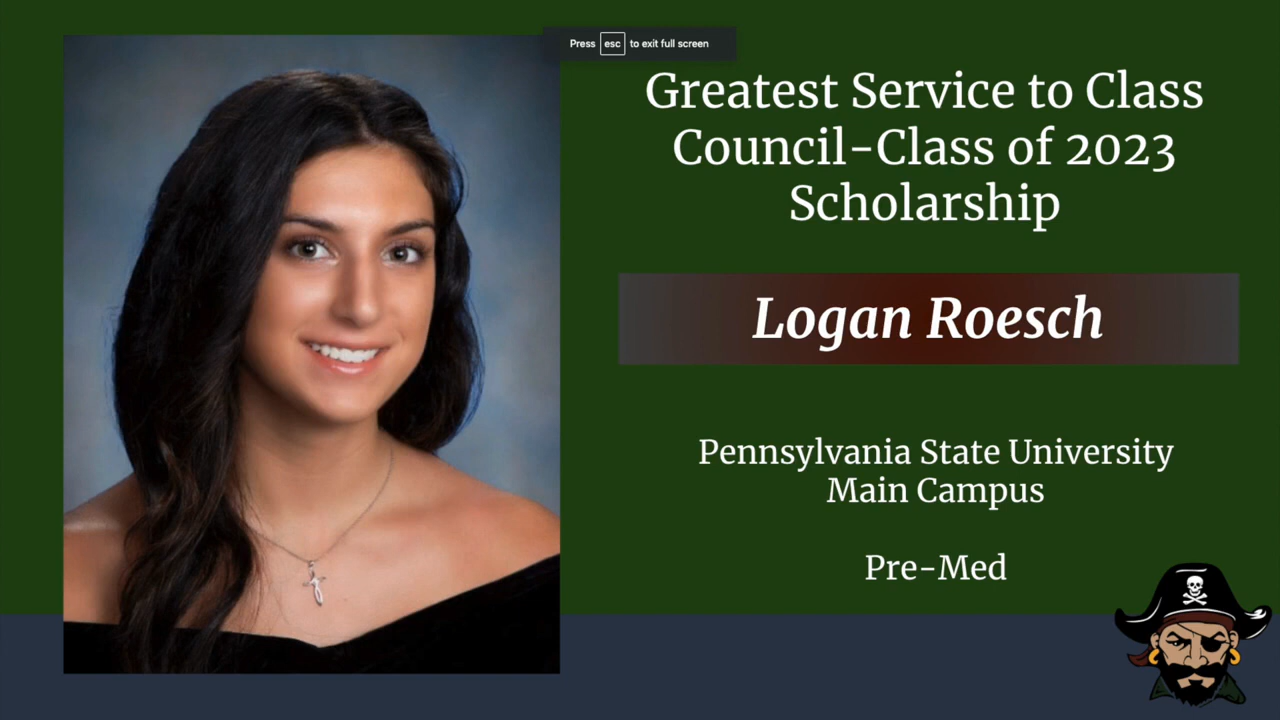 Press esc to exit full screen
Greatest Service to Class
Council-Class of 2023
Scholarship
Logan Roesch
Pennsylvania State University
Main Campus
Pre-Med